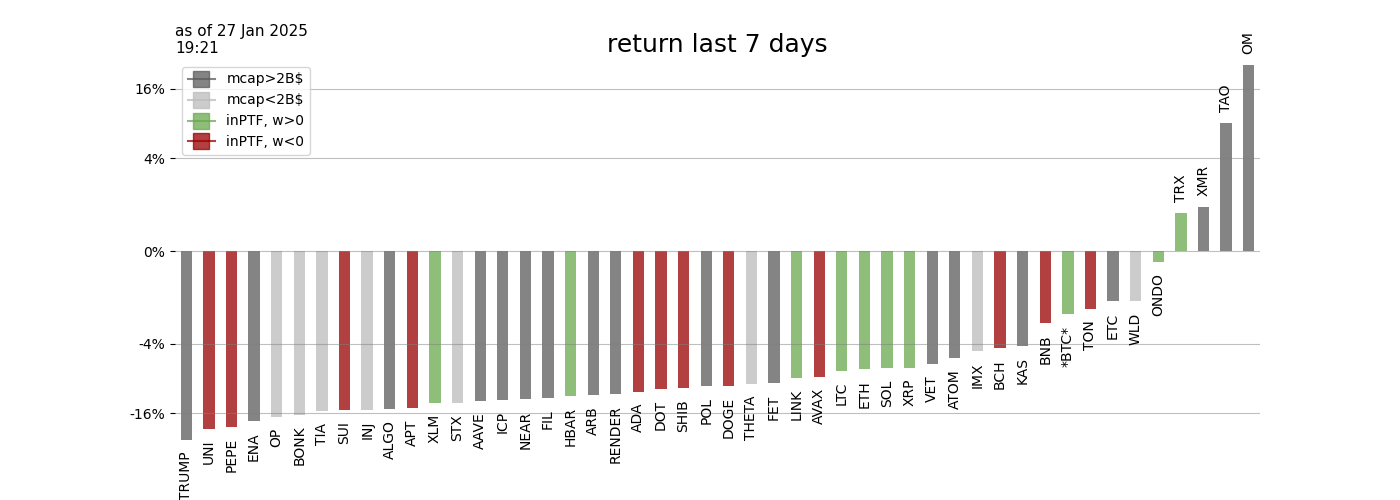 as of 27 Jan 2025
19:21
return last 7 days
mcap>2B$
mcap<2B$
inPTF, w>0
inPTF, w<0
16%
4%
0%
-4%
-16%
TRUMP
UNI
PEPE
ENA
OP
BONK
TIA
SUI
INJ
ALGO
APT
XLM
STX
AAVE
ICP
NEAR
FIL
HBAR
ARB
RENDER
ADA
DOT
SHIB
POL
DOGE
THETA
FET
LINK
AVAX
LTC
ETH
SOL
XRP
VET
ATOM
IMX
BCH
KAS
BNB
*BTC*
TON
ETC
WLD
ONDO
TRX
XMR
TAO
OM